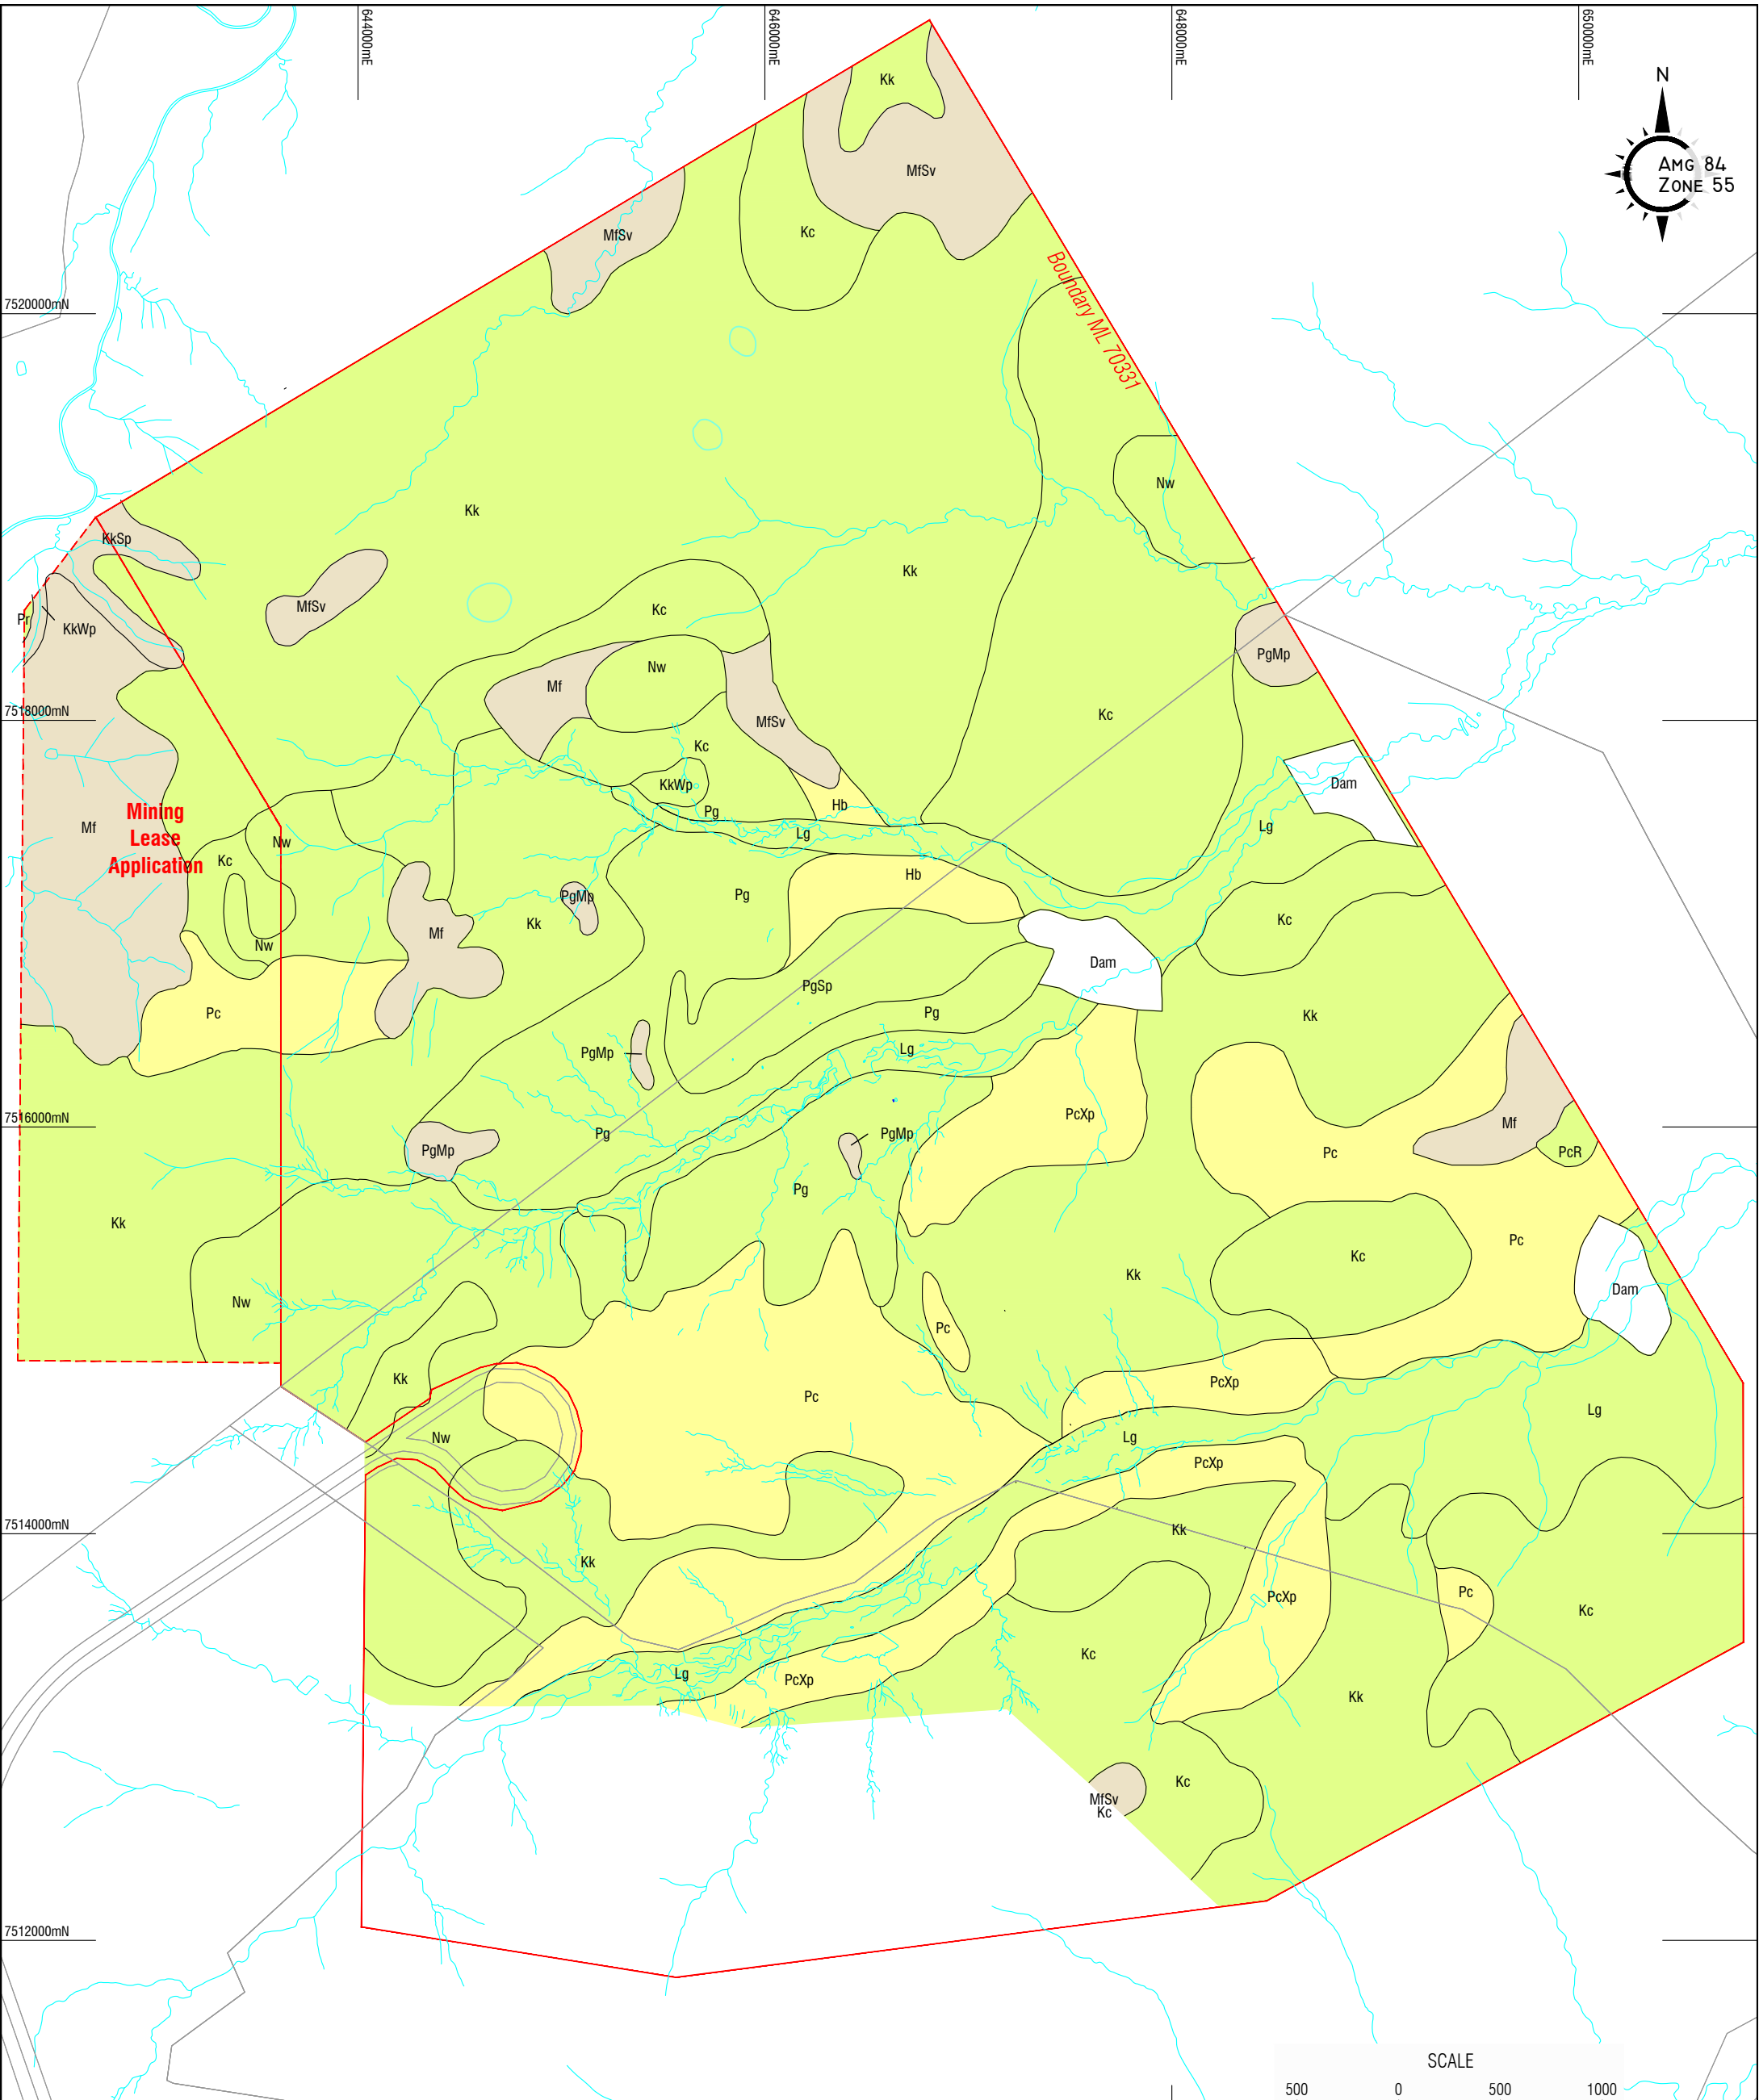 644000mE
646000mE
648000mE
650000mE
N
AMG 84
ZONE 55
Kk
MfSv
MfSv
Kc
Boundary ML 70331
7520000mN
Nw
Kk
KkSp
Kk
MfSv
Kc
Pr
KkWp
Nw
PgMp
Mf
7518000mN
MfSv
Kc
Kc
KkWp
Dam
Hb
Pg
Mining
Lease
Application
Mf
Lg
Lg
Nw
Kc
Hb
Pg
PgMp
Kk
Kc
Mf
Nw
Dam
PgSp
Pc
Pg
Kk
Lg
PgMp
7516000mN
PcXp
Mf
Pg
PgMp
PgMp
Pc
PcR
Pg
Kk
Pc
Kc
Kk
Dam
Nw
Pc
Kk
PcXp
Pc
Lg
Nw
Lg
PcXp
7514000mN
Kk
Kk
Pc
PcXp
Kc
Kc
Lg
PcXp
Kk
Kc
MfSv
Kc
7512000mN
SCALE
500 0 500 1000